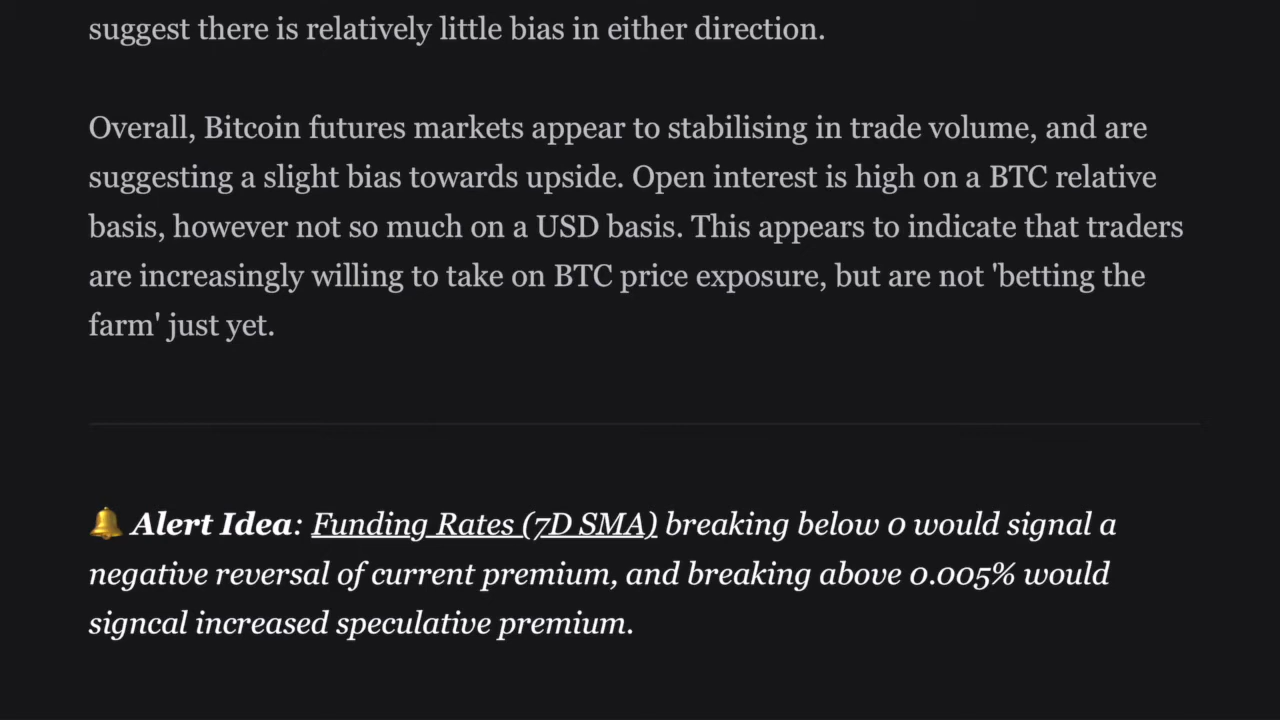 suggest there is relatively little bias in either direction.
Overall, Bitcoin futures markets appear to stabilising in trade volume, and are
suggesting a slight bias towards upside. Open interest is high on a BTC relative
basis, however not so much on a USD basis. This appears to indicate that traders
are increasingly willing to take on BTC price exposure, but are not 'betting the
farm' just yet.
🔔 Alert Idea: Funding Rates (7D SMA) breaking below 0 would signal a
negative reversal of current premium, and breaking above 0.005% would
signcal increased speculative premium.